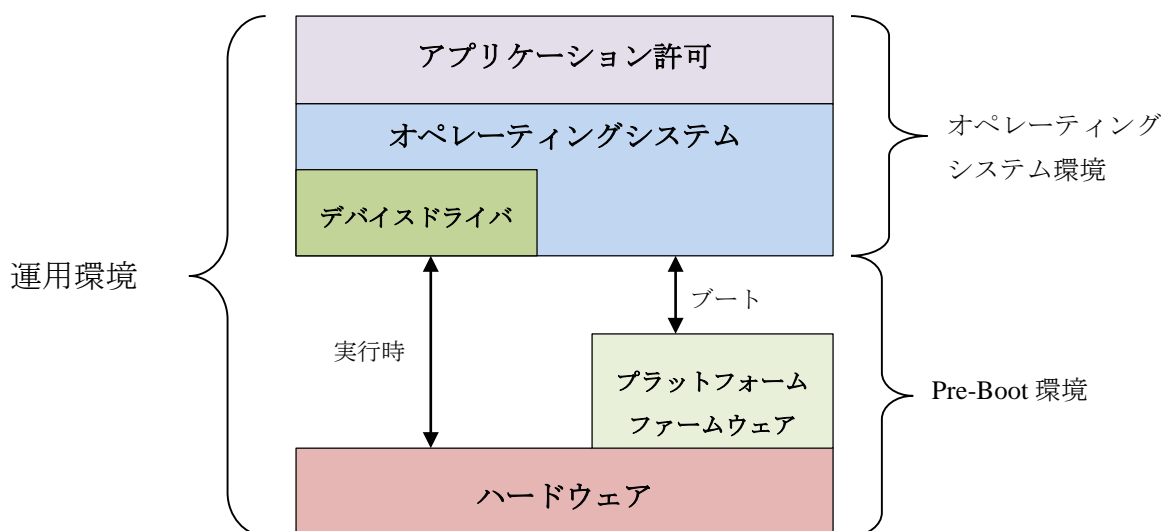 アプリケーション許可
オペレーティングシステム
デバイスドライバ
オペレーティング
システム環境
運用環境
ブート
実行時
プラットフォーム
ファームウェア
Pre-Boot 環境
ハードウェア